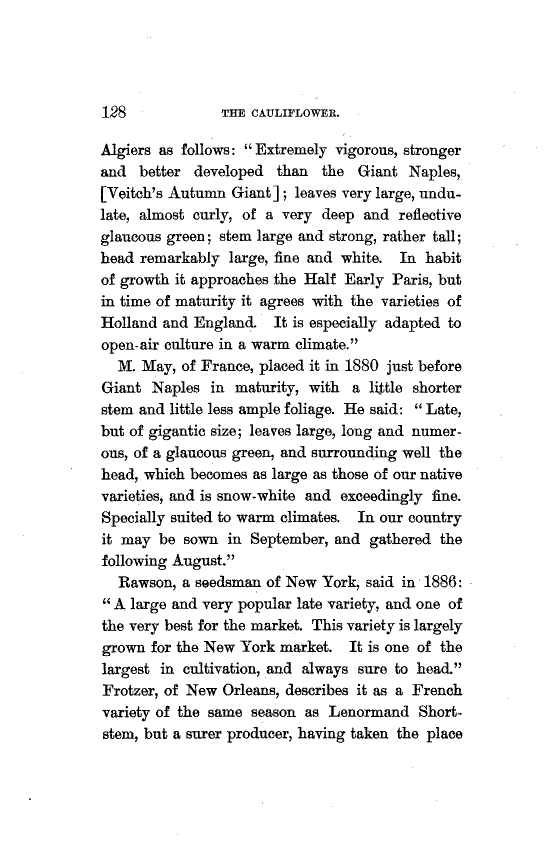 128 THE CAULIFLOWER.
Algiers as follows: “Extremely vigorous, stronger
and better developed than the Giant Naples,
[Veitch’s Autumn Giant]; leaves very large, undu-
late, almost curly, of a very deep and reflective
glaucous green; stem large and strong, rather tall;
head remarkably large, fine and white. In habit
of growth it approaches the Half Early Paris, but
in time of maturity it agrees with the varieties of
Holland and England. It is especially adapted to
open-air culture in a warm climate.”
M. May, of France, placed it in 1880 just before
Giant Naples in maturity, with a little shorter
stem and little less ample foliage. He said: “Late,
but of gigantic size; leaves large, long and numer-
ous, of a glaucous green, and surrounding well the
head, which becomes as large as those of our native
varieties, and is snow-white and exceedingly fine.
Specially suited to warm climates. In our country
it may be sown in September, and gathered the
following August.”
Rawson, a seedsman of New York, said in 1886:
“A large and very popular late variety, and one of
the very best for the market. This variety is largely
grown for the New York market. It is one of the
largest in cultivation, and always sure to head.”
Frotzer, of New Orleans, describes it as a French
variety of the same season as Lenormand Short-
stem, but a surer producer, having taken the place